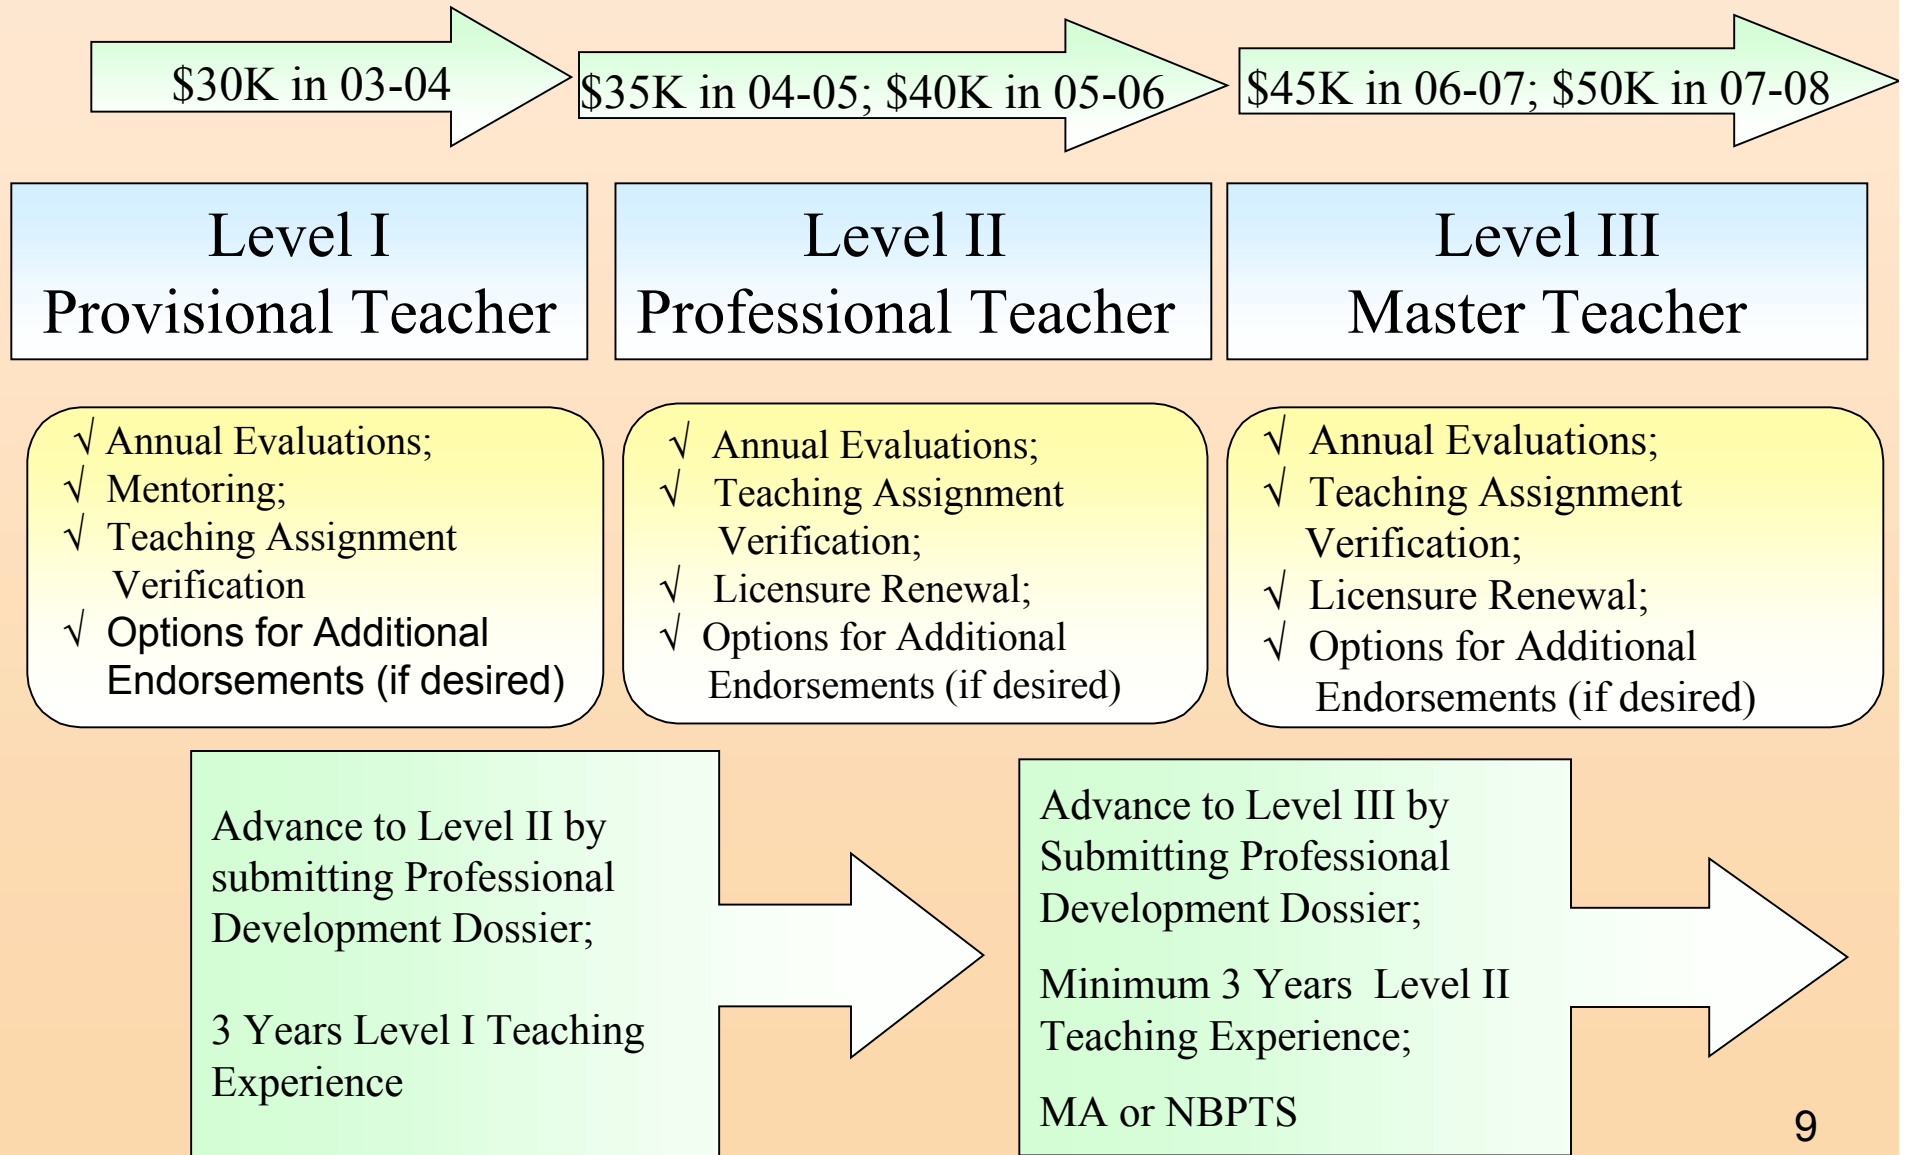 $30K in 03-04
$35K in 04-05; $40K in 05-06
$45K in 06-07; $50K in 07-08
Level I
Provisional Teacher
Level II
Professional Teacher
Level III
Master Teacher
√ Annual Evaluations;
√ Mentoring;
√ Teaching Assignment
Verification
√ Options for Additional
Endorsements (if desired)
√ Annual Evaluations;
√ Teaching Assignment
Verification;
√ Licensure Renewal;
√ Options for Additional
Endorsements (if desired)
√ Annual Evaluations;
√ Teaching Assignment
Verification;
√ Licensure Renewal;
√ Options for Additional
Endorsements (if desired)
Advance to Level II by
submitting Professional
Development Dossier;
3 Years Level I Teaching
Experience
Advance to Level III by
Submitting Professional
Development Dossier;
Minimum 3 Years Level II
Teaching Experience;
MA or NBPTS
9